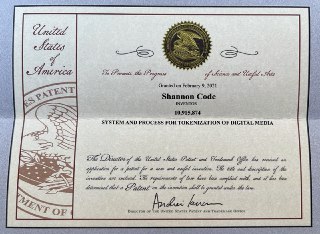 United
States
of
America
To Promote the Progress of Science and Useful Arts
Granted on February 9, 2021
Shannon Code
INVENTOR
10,915,874
SYSTEM AND PROCESS FOR TOKENIZATION OF DIGITAL MEDIA
The Director of the United States Patent and Trademark Office has received
an application for a patent for a new and useful invention. The title and description of the
invention are enclosed. The requirements of law have been complied with, and it has been
determined that a Patent on the invention shall be granted under the law.
DIRECTOR OF THE UNITED STATES PATENT AND TRADEMARK OFFICE
ES PATENT
MENT OF